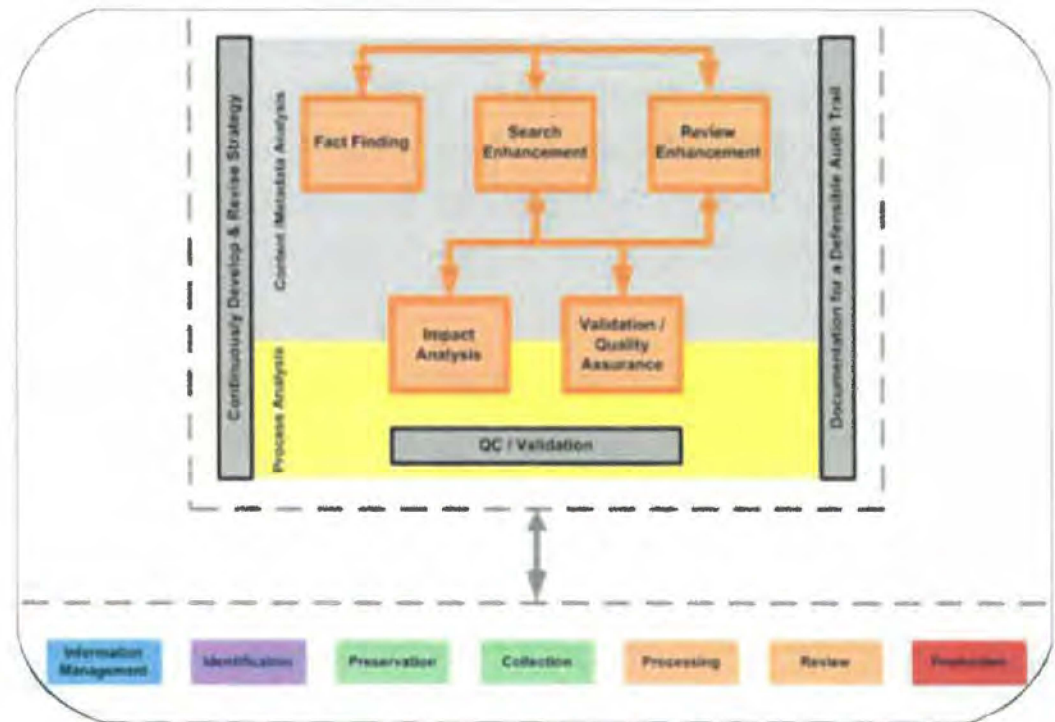 Continuously Develop & Revise Strategy
Content /Metadata Analysis
Process Analysis
Fact Finding
Search
Enhancement
Review
Enhancement
Impact
Analysis
Validation /
Quality
Assurance
QC / Validation
Documentation for a Defensible Audit Trail
Information
Management
Identification
Preservation
Collection
Processing
Review
Production